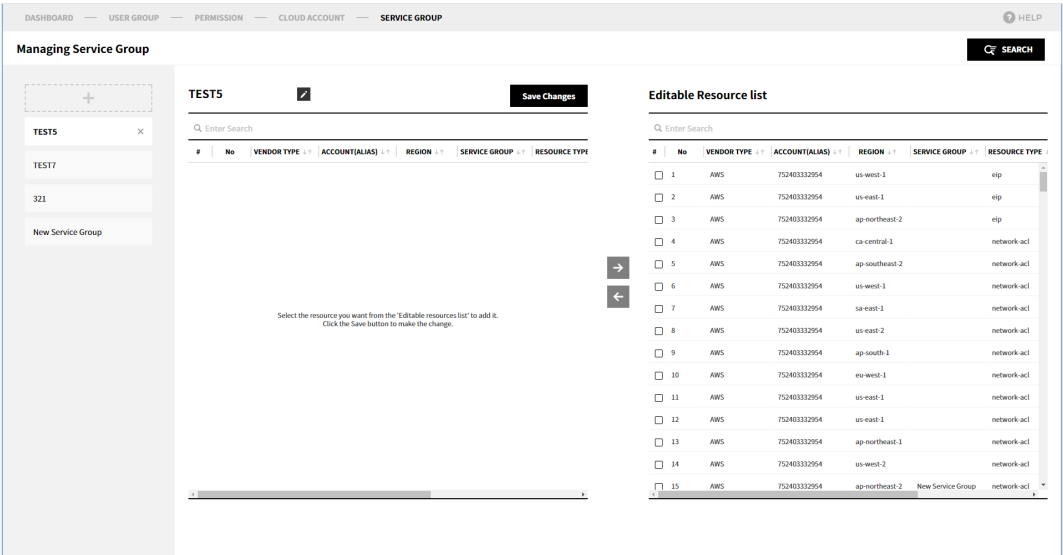 DASHBOARD — USER GROUP — PERMISSION — CLOUD ACCOUNT — SERVICE GROUP
? HELP
Managing Service Group
SEARCH
+
TEST5 ×
TEST7
321
New Service Group
TEST5
Save Changes
Enter Search
# No VENDOR TYPE ↓↑ ACCOUNT(ALIAS) ↓↑ REGION ↓↑ SERVICE GROUP ↓↑ RESOURCE TYPE
Select the resource you want from the 'Editable resources list' to add it.
Click the Save button to make the change.
→
←
Editable Resource list
Enter Search
# No VENDOR TYPE ↓↑ ACCOUNT(ALIAS) ↓↑ REGION ↓↑ SERVICE GROUP ↓↑ RESOURCE TYPE
1 AWS 752403332954 us-west-1 eip
2 AWS 752403332954 us-east-1 eip
3 AWS 752403332954 ap-northeast-2 eip
4 AWS 752403332954 ca-central-1 network-acl
5 AWS 752403332954 ap-southeast-2 network-acl
6 AWS 752403332954 us-west-1 network-acl
7 AWS 752403332954 sa-east-1 network-acl
8 AWS 752403332954 us-east-2 network-acl
9 AWS 752403332954 ap-south-1 network-acl
10 AWS 752403332954 eu-west-1 network-acl
11 AWS 752403332954 us-east-1 network-acl
12 AWS 752403332954 us-east-1 network-acl
13 AWS 752403332954 ap-northeast-1 network-acl
14 AWS 752403332954 us-west-2 network-acl
15 AWS 752403332954 ap-northeast-2 New Service Group network-acl